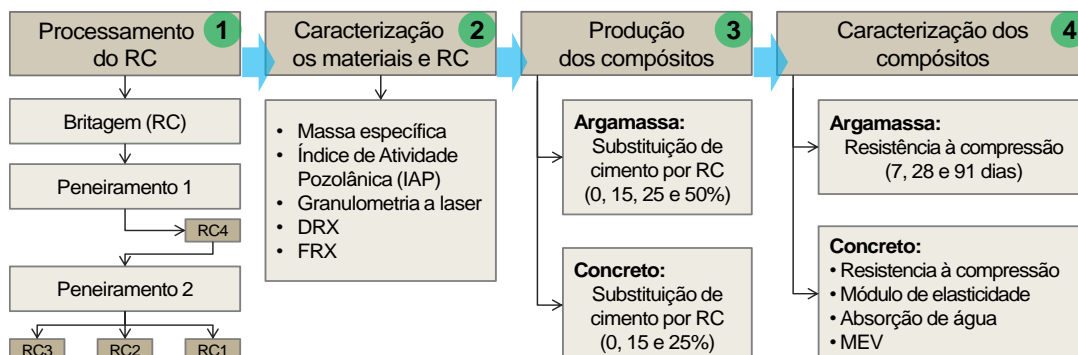 Processamento
do RC
1
Britagem (RC)
Peneiramento 1
RC4
Peneiramento 2
RC3
RC2
RC1
Caracterização
os materiais e RC
2
• Massa específica
• Índice de Atividade
Pozolânica (IAP)
• Granulometria a laser
• DRX
• FRX
Produção
dos compósitos
3
Argamassa:
Substituição de
cimento por RC
(0, 15, 25 e 50%)
Concreto:
Substituição de
cimento por RC
(0, 15 e 25%)
Caracterização dos
compósitos
4
Argamassa:
Resistência à compressão
(7, 28 e 91 dias)
Concreto:
• Resistencia à compressão
• Módulo de elasticidade
• Absorção de água
• MEV